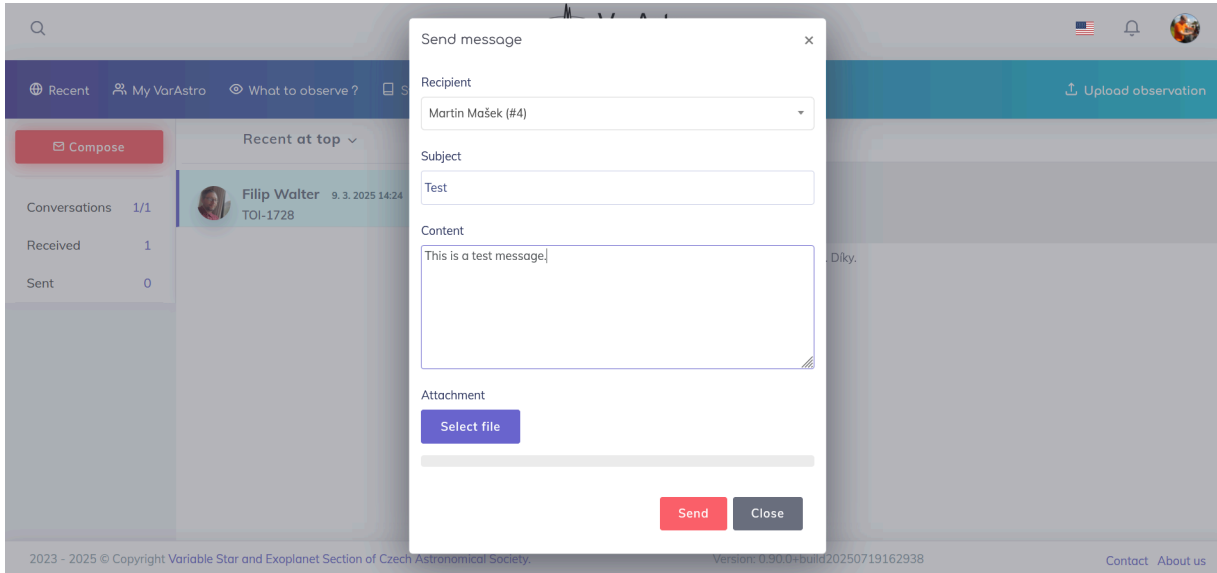 Send message
×
Recipient
Martin Mašek (#4)
Subject
Test
Content
This is a test message.
Attachment
Select file
Send
Close
Recent
My VarAstro
What to observe ?
Upload observation
Compose
Recent at top
Conversations 1/1
Received 1
Sent 0
Filip Walter 9. 3. 2025 14:24
TOI-1728
Díky.
2023 - 2025 © Copyright Variable Star and Exoplanet Section of Czech Astronomical Society.
Version: 0.90.0+build20250719162938
Contact About us